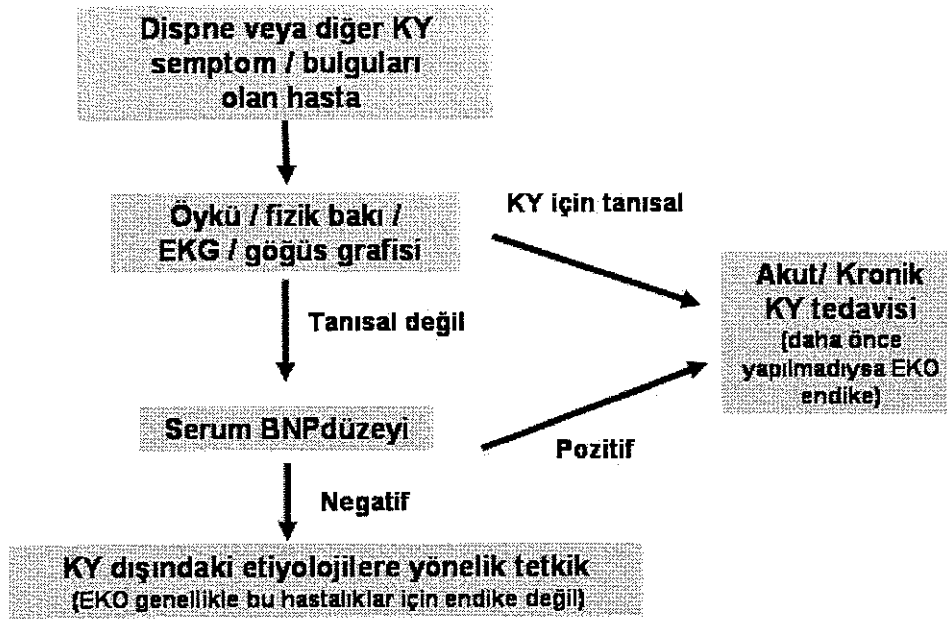 Dispne veya diğer KY
semptom / bulguları
olan hasta
Öykü / fizik bakı /
EKG / göğüs grafisi
KY için tanısal
Akut/ Kronik
KY tedavisi
(daha önce
yapılmadıysa EKO
endike)
Tanısal değil
Serum BNPdüzeyi
Pozitif
Negatif
KY dışındaki etiyolojilere yönelik tetkik
(EKO genellikle bu hastalıklar için endike değil)